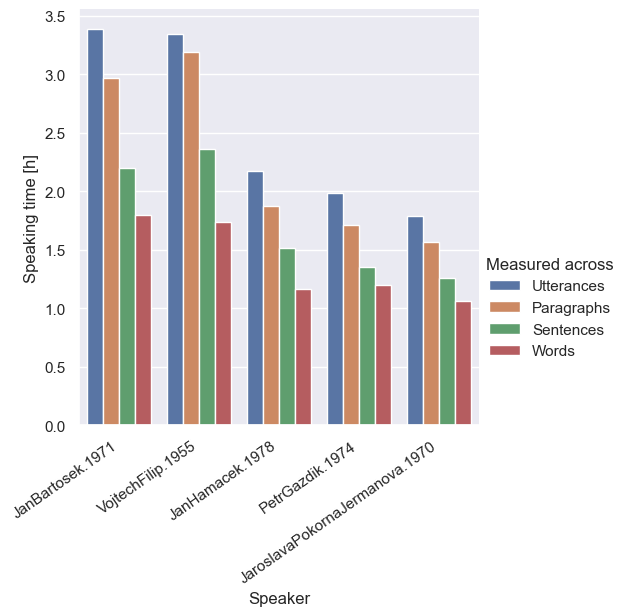 3.5
3.0
2.5
2.0
1.5
1.0
0.5
0.0
Speaking time [h]
JanBartosek.1971
VojtechFilip.1955
JanHamacek.1978
PetrGazdik.1974
JaroslavaPokornaJermanova.1970
Speaker
Measured across
Utterances
Paragraphs
Sentences
Words